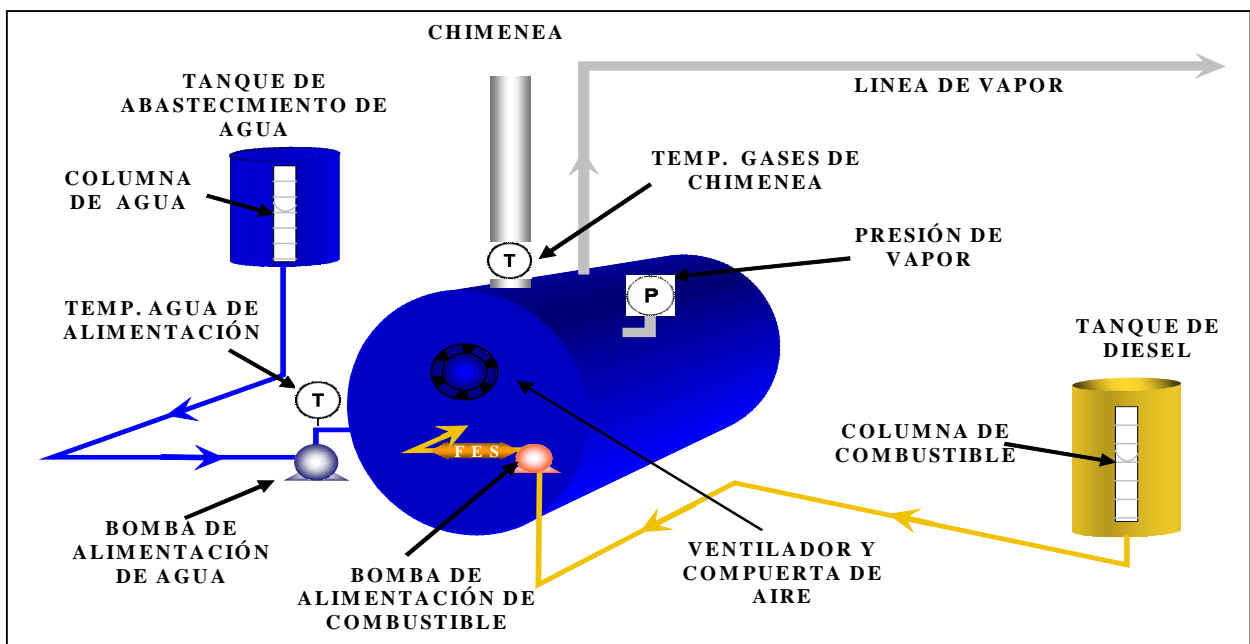 CHIMENEA
TANQUE DE
ABASTECIMIENTO DE
AGUA
LINEA DE VAPOR
COLUMNA
DE AGUA
TEMP. GASES DE
CHIMENEA
T
PRESIÓN DE
VAPOR
P
TEMP. AGUA DE
ALIMENTACIÓN
T
TANQUE DE
DIESEL
COLUMNA DE
COMBUSTIBLE
FES
BOMBA DE
ALIMENTACIÓN
DE AGUA
BOMBA DE
ALIMENTACIÓN DE
COMBUSTIBLE
VENTILADOR Y
COMPUERTA DE
AIRE